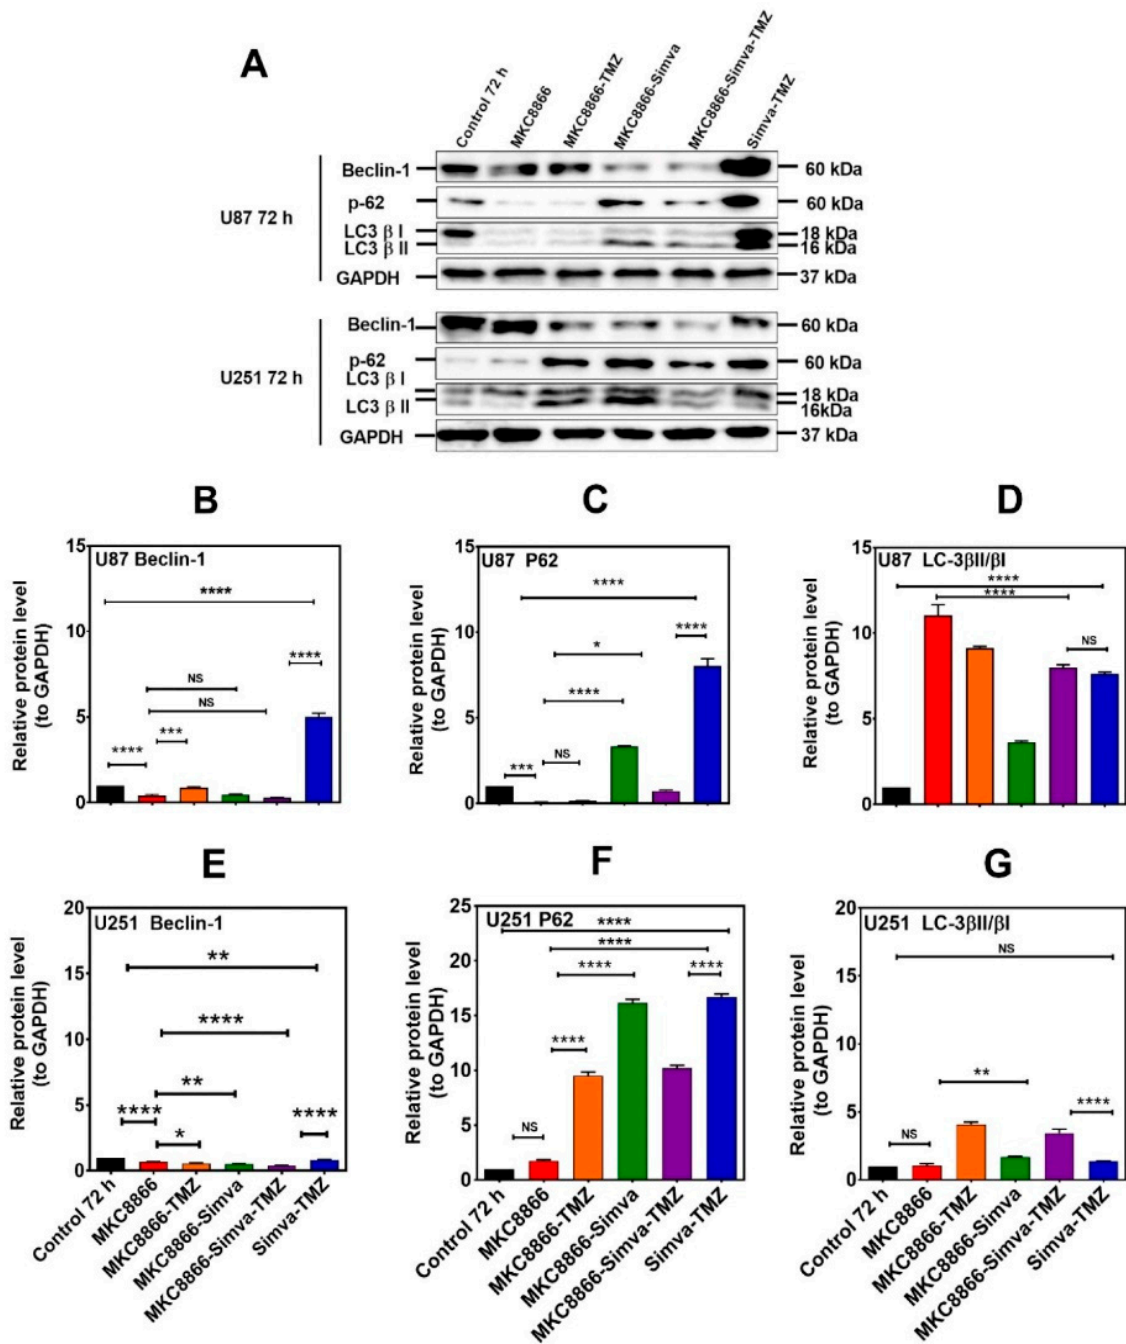 A
Control 72 h
MKC8866
MKC8866-TMZ
MKC8866-Simva
MKC8866-Simva-TMZ
Simva-TMZ
U87 72 h
Beclin-1
60 kDa
p-62
60 kDa
LC3 β I
18 kDa
LC3 β II
16 kDa
GAPDH
37 kDa
U251 72 h
Beclin-1
60 kDa
p-62
60 kDa
LC3 β I
18 kDa
LC3 β II
16kDa
GAPDH
37 kDa
B
U87 Beclin-1
Relative protein level
(to GAPDH)
15
10
5
0
****
****
NS
NS
***
****
C
U87 P62
Relative protein level
(to GAPDH)
15
10
5
0
****
****
*
****
NS
***
D
U87 LC-3βII/βI
Relative protein level
(to GAPDH)
15
10
5
0
****
****
NS
E
U251 Beclin-1
Relative protein level
(to GAPDH)
20
15
10
5
0
**
****
**
****
****
*
Control 72 h
MKC8866
MKC8866-TMZ
MKC8866-Simva
MKC8866-Simva-TMZ
Simva-TMZ
F
U251 P62
Relative protein level
(to GAPDH)
25
20
15
10
5
0
****
****
****
****
****
NS
Control 72 h
MKC8866
MKC8866-TMZ
MKC8866-Simva
MKC8866-Simva-TMZ
Simva-TMZ
G
U251 LC-3βII/βI
Relative protein level
(to GAPDH)
20
15
10
5
0
NS
**
****
NS
Control 72 h
MKC8866
MKC8866-TMZ
MKC8866-Simva
MKC8866-Simva-TMZ
Simva-TMZ